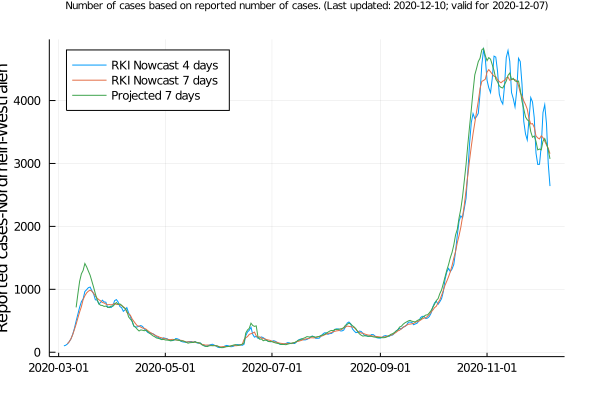 Number of cases based on reported number of cases. (Last updated: 2020-12-10; valid for 2020-12-07)
RKI Nowcast 4 days
RKI Nowcast 7 days
Projected 7 days
Reported cases-Nordrhein-Westfalen
4000
3000
2000
1000
0
2020-03-01 2020-05-01 2020-07-01 2020-09-01 2020-11-01